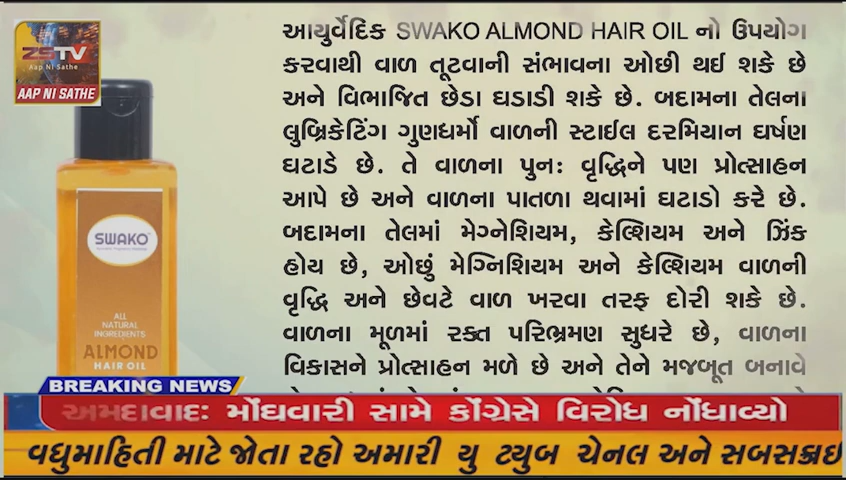 ZSTV
Aap Ni Sathe
AAP NI SATHE
આયુર્વેદિક SWAKO ALMOND HAIR OIL નો ઉપયોગ
કરવાથી વાળ તૂટવાની સંભાવના ઓછી થઈ શકે છે
અને વિભાજિત છેડા ઘડાડી શકે છે. બદામના તેલના
લુબ્રિકેટિંગ ગુણધર્મો વાળની સ્ટાઈલ દરમિયાન ઘર્ષણ
ઘટાડે છે. તે વાળના પુનઃ વૃદ્ધિને પણ પ્રોત્સાહન
આપે છે અને વાળના પાતળા થવામાં ઘટાડો કરે છે.
બદામના તેલમાં મેગ્નેશિયમ, કેલ્શિયમ અને ઝિંક
હોય છે, ઓછું મેગ્નિશિયમ અને કેલ્શિયમ વાળની
વૃદ્ધિ અને છેવટે વાળ ખરવા તરફ દોરી શકે છે.
વાળના મૂળમાં રક્ત પરિભ્રમણ સુધરે છે, વાળના
વિકાસને પ્રોત્સાહન મળે છે અને તેને મજબૂત બનાવે
SWAKO
ALL
NATURAL
INGREDIENTS
ALMOND
HAIR OIL
BREAKING NEWS
અમદાવાદઃ મોંઘવારી સામે કોંગ્રેસે વિરોધ નોંધાવ્યો
વધુમાહિતી માટે જોતા રહો અમારી યુ ટ્યુબ ચેનલ અને સબસક્રાઇ